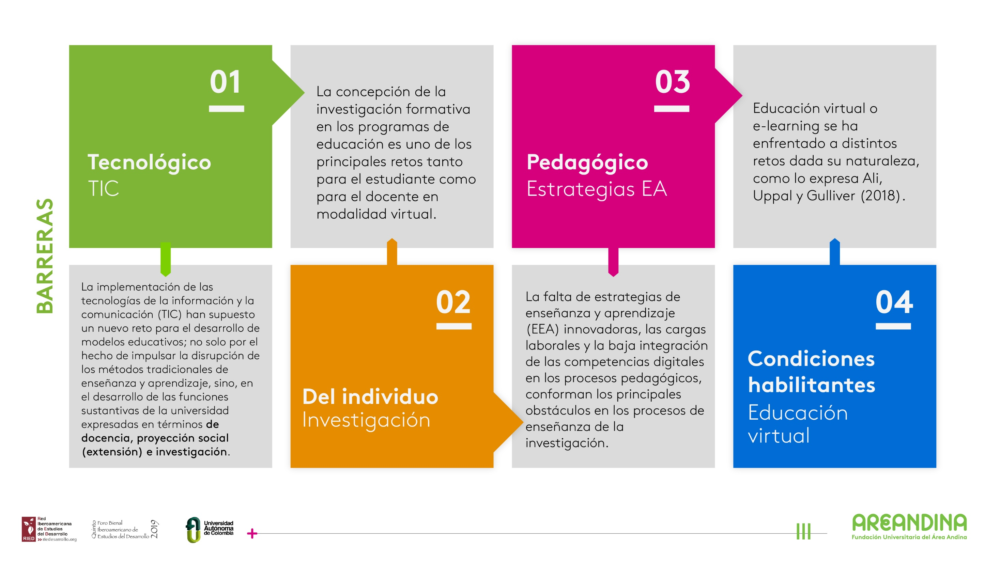 BARRERAS
01
Tecnológico
TIC
La implementación de las
tecnologías de la información y la
comunicación (TIC) han supuesto
un nuevo reto para el desarrollo de
modelos educativos; no solo por el
hecho de impulsar la disrupción de
los métodos tradicionales de
enseñanza y aprendizaje, sino, en
el desarrollo de las funciones
sustantivas de la universidad
expresadas en términos de
docencia, proyección social
(extensión) e investigación.
La concepción de la
investigación formativa
en los programas de
educación es uno de los
principales retos tanto
para el estudiante como
para el docente en
modalidad virtual.
02
Del individuo
Investigación
03
Pedagógico
Estrategias EA
La falta de estrategias de
enseñanza y aprendizaje
(EEA) innovadoras, las cargas
laborales y la baja integración
de las competencias digitales
en los procesos pedagógicos,
conforman los principales
obstáculos en los procesos de
enseñanza de la
investigación.
Educación virtual o
e-learning se ha
enfrentado a distintos
retos dada su naturaleza,
como lo expresa Ali,
Uppal y Gulliver (2018).
04
Condiciones
habilitantes
Educación
virtual
RIED
Red
Iberoamericana
de Estudios
del Desarrollo
>> riedesarrollo.org
Quinto
Foro Bienal
Iberoamericano de
Estudios del Desarrollo
2019
Universidad
Autónoma
de Colombia
AREANDINA
Fundación Universitaria del Área Andina